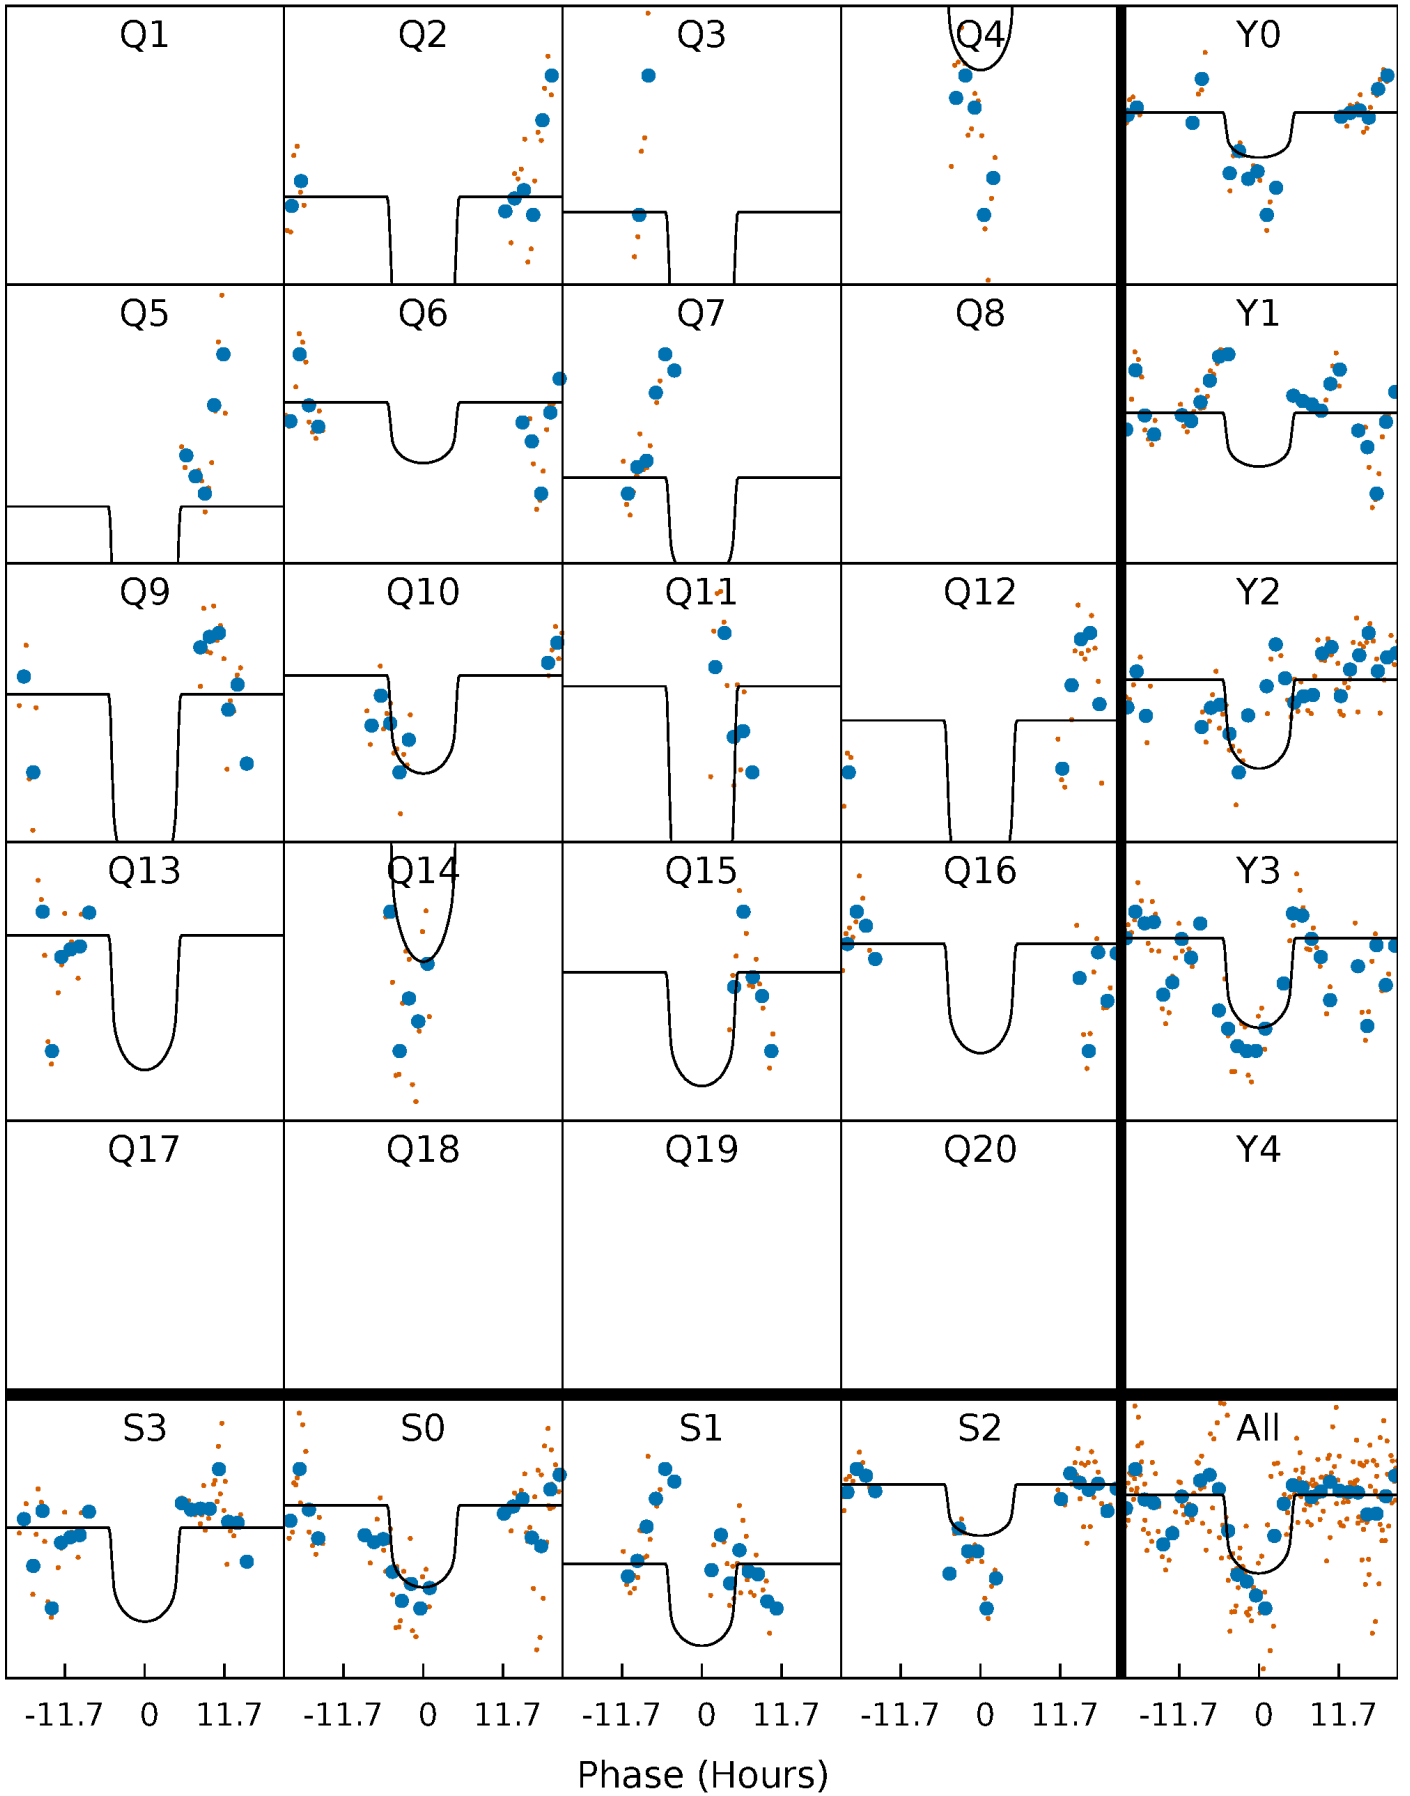 Q1 Q2 Q3 Q4 Y0
Q5 Q6 Q7 Q8 Y1
Q9 Q10 Q11 Q12 Y2
Q13 Q14 Q15 Q16 Y3
Q17 Q18 Q19 Q20 Y4
S3 S0 S1 S2 All
-11.7 0 11.7 -11.7 0 11.7 -11.7 0 11.7 -11.7 0 11.7 -11.7 0 11.7
Phase (Hours)